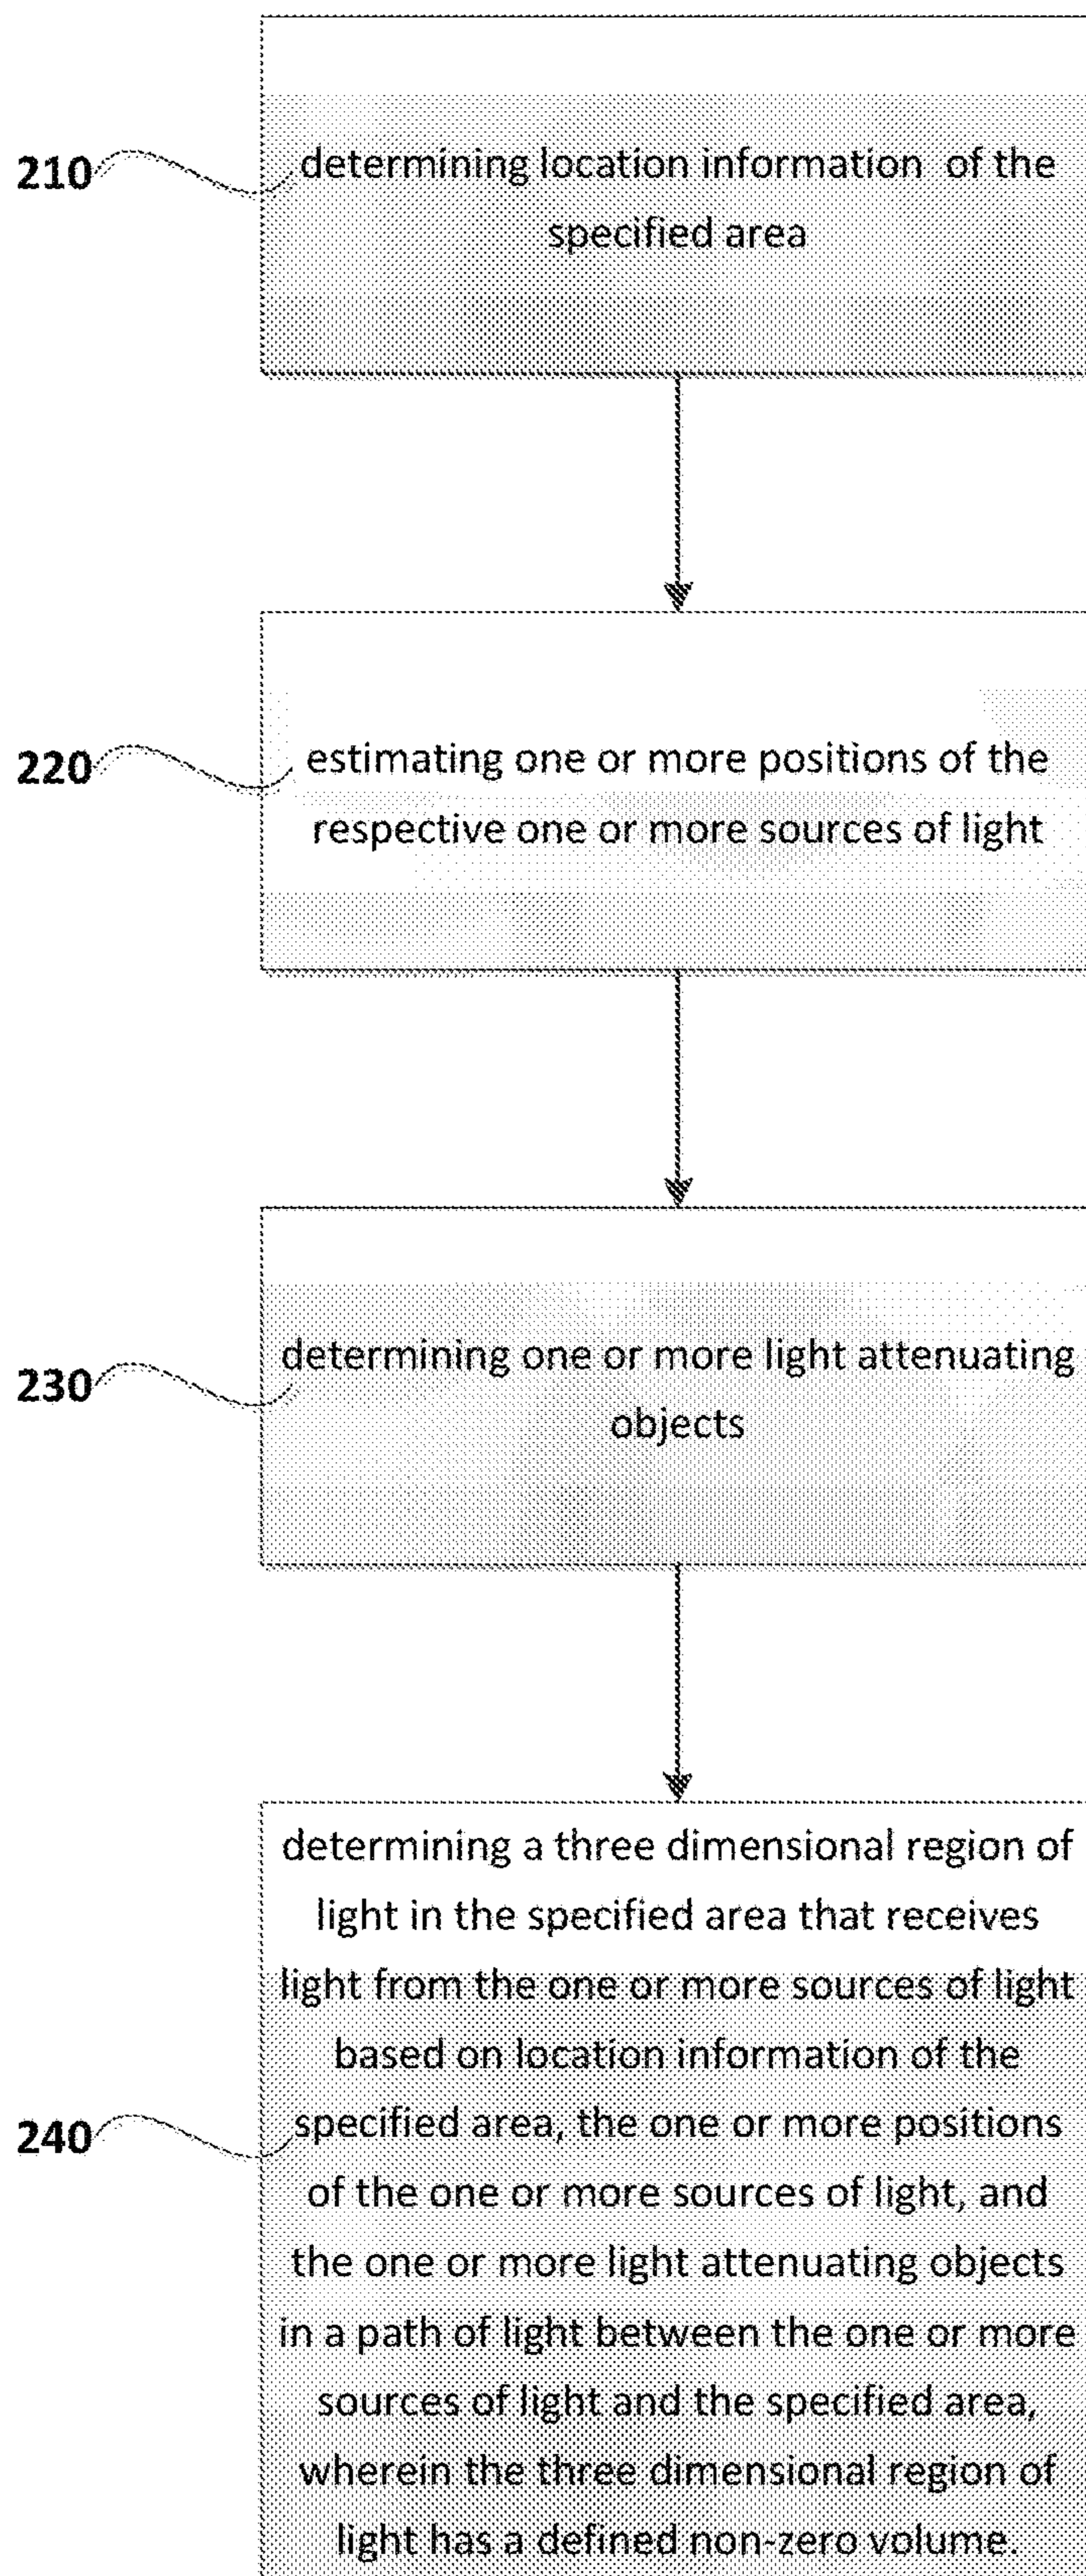 210
determining location information of the
specified area
220
estimating one or more positions of the
respective one or more sources of light
230
determining one or more light attenuating
objects
240
determining a three dimensional region of
light in the specified area that receives
light from the one or more sources of light
based on location information of the
specified area, the one or more positions
of the one or more sources of light, and
the one or more light attenuating objects
in a path of light between the one or more
sources of light and the specified area,
wherein the three dimensional region of
light has a defined non-zero volume.